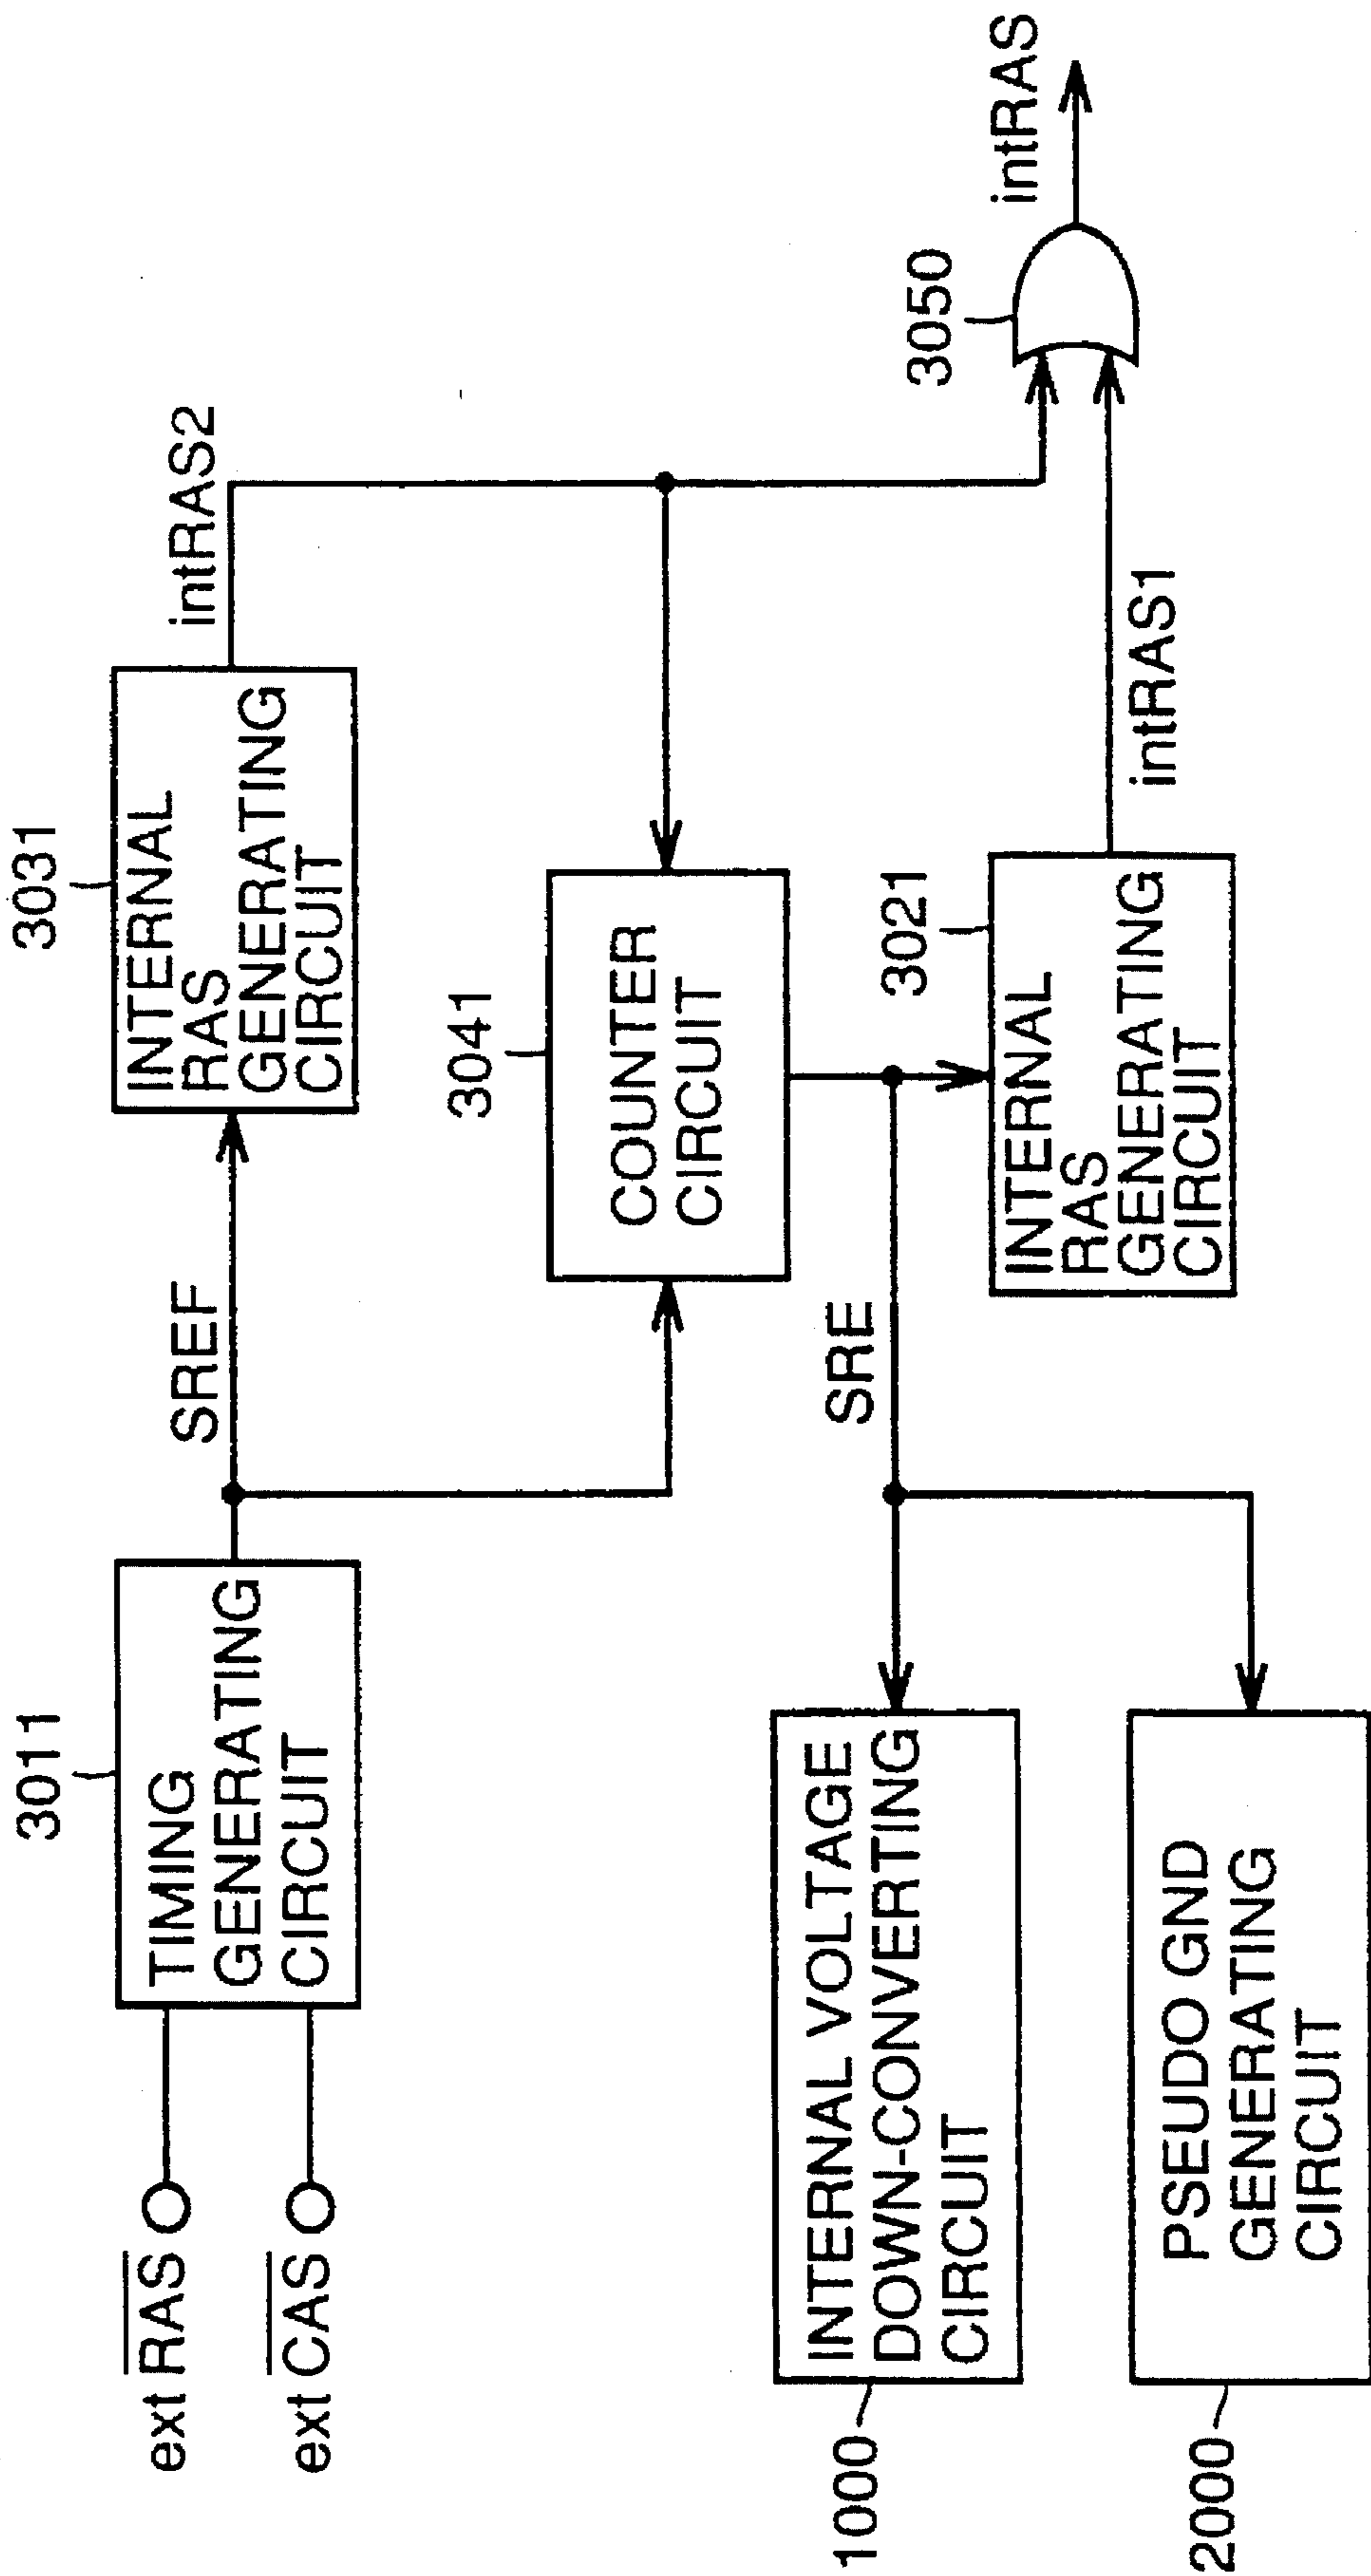 ext RAS
ext CAS
3011
TIMING
GENERATING
CIRCUIT
SREF
3031
INTERNAL
RAS
GENERATING
CIRCUIT
intRAS2
3041
COUNTER
CIRCUIT
SRE
3021
INTERNAL
RAS
GENERATING
CIRCUIT
intRAS1
3050
intRAS
1000
INTERNAL VOLTAGE
DOWN-CONVERTING
CIRCUIT
2000
PSEUDO GND
GENERATING
CIRCUIT